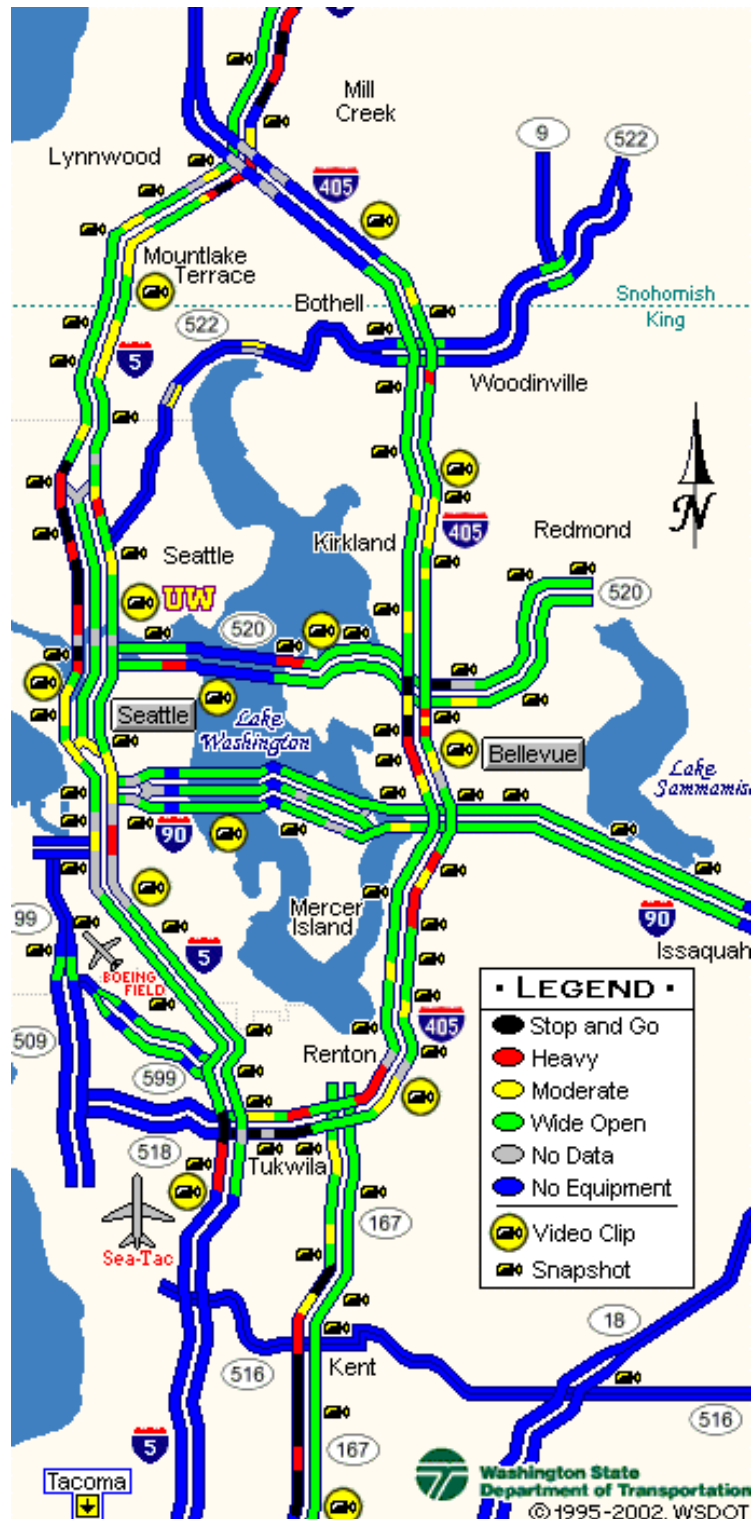 Mill
Creek
9
522
Lynnwood
405
Mountlake
Terrace
Bothell
Snohomish
King
522
5
Woodinville
N
405
Redmond
Seattle
Kirkland
UW
520
520
Seattle
Lake
Washington
Bellevue
Lake
90
Mercer
Island
99
5
90
Issaquah
BOEING
FIELD
• LEGEND •
Stop and Go
Heavy
Moderate
Wide Open
No Data
No Equipment
Video Clip
Snapshot
509
405
Renton
599
518
Tukwila
167
Sea-Tac
18
516
Kent
516
5
167
Tacoma
Washington State
Department of Transportation
© 1995-2002, WSDOT